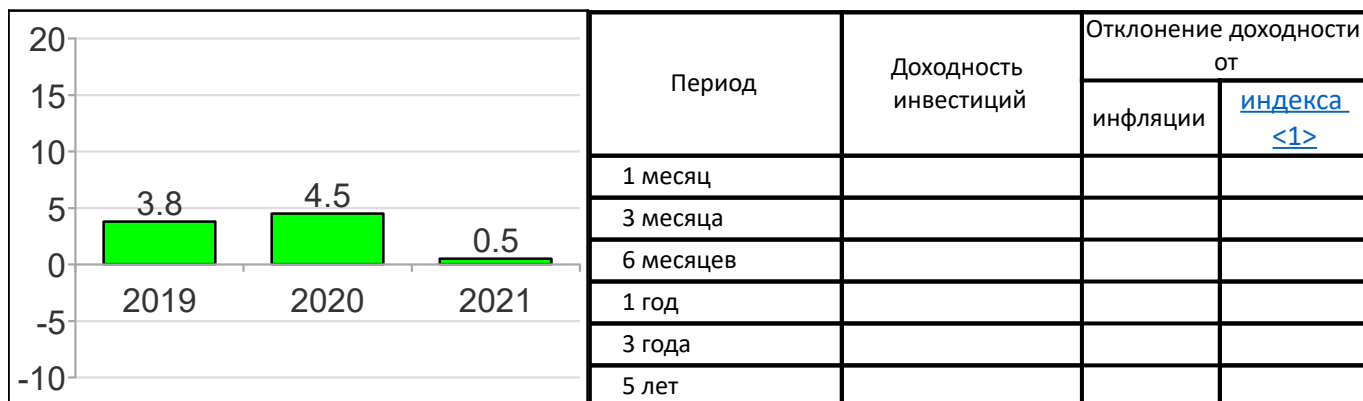 20
15
10
5
0
-5
-10
3.8
4.5
0.5
2019
2020
2021
Период
Доходность
инвестиций
Отклонение доходности
от
инфляции
индекса
<1>
1 месяц
3 месяца
6 месяцев
1 год
3 года
5 лет